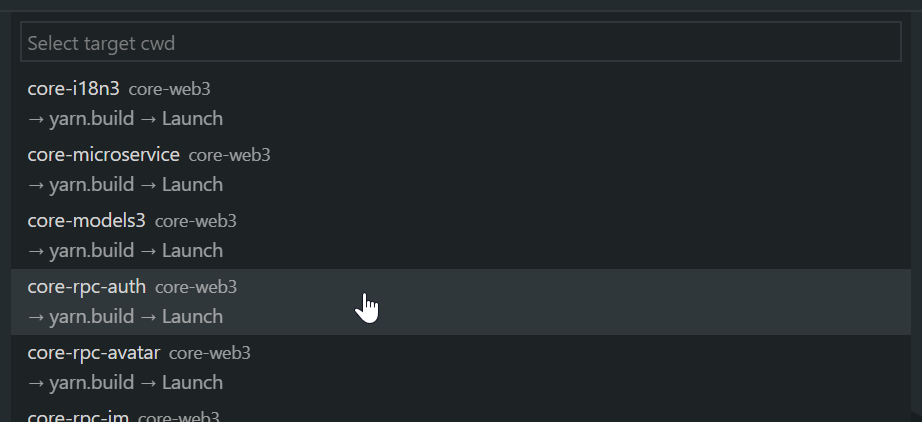 Select target cwd
core-i18n3 core-web3
→ yarn.build → Launch
core-microservice core-web3
→ yarn.build → Launch
core-models3 core-web3
→ yarn.build → Launch
core-rpc-auth core-web3
→ yarn.build → Launch
core-rpc-avatar core-web3
→ yarn.build → Launch
core-rpc-im core-web3